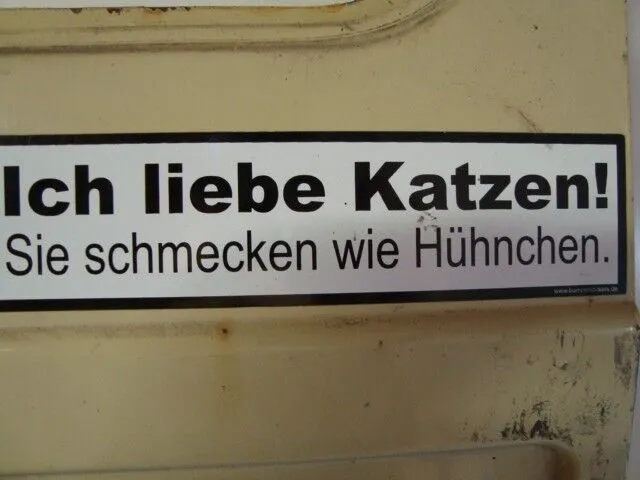 Ich liebe Katzen!
Sie schmecken wie Hühnchen.